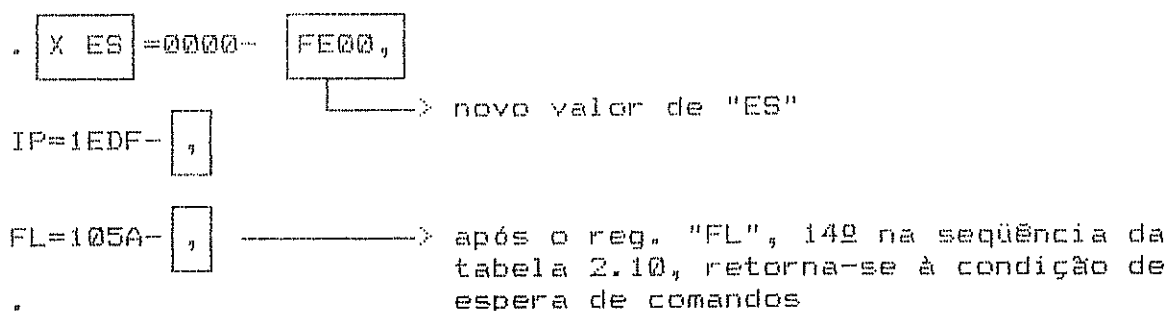 . X ES =0000- FE00,
novo valor de "ES"
IP=1EDF- ,
FL=105A- , após o reg. "FL", 14º na seqüência da
tabela 2.10, retorna-se à condição de
. espera de comandos